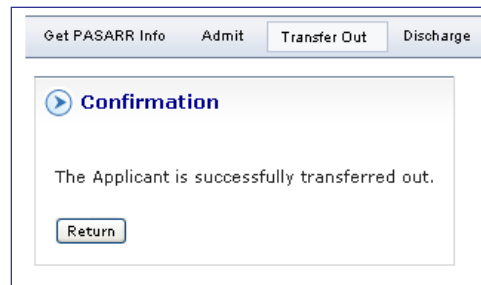 Get PASARR Info Admit Transfer Out Discharge
Confirmation
The Applicant is successfully transferred out.
Return